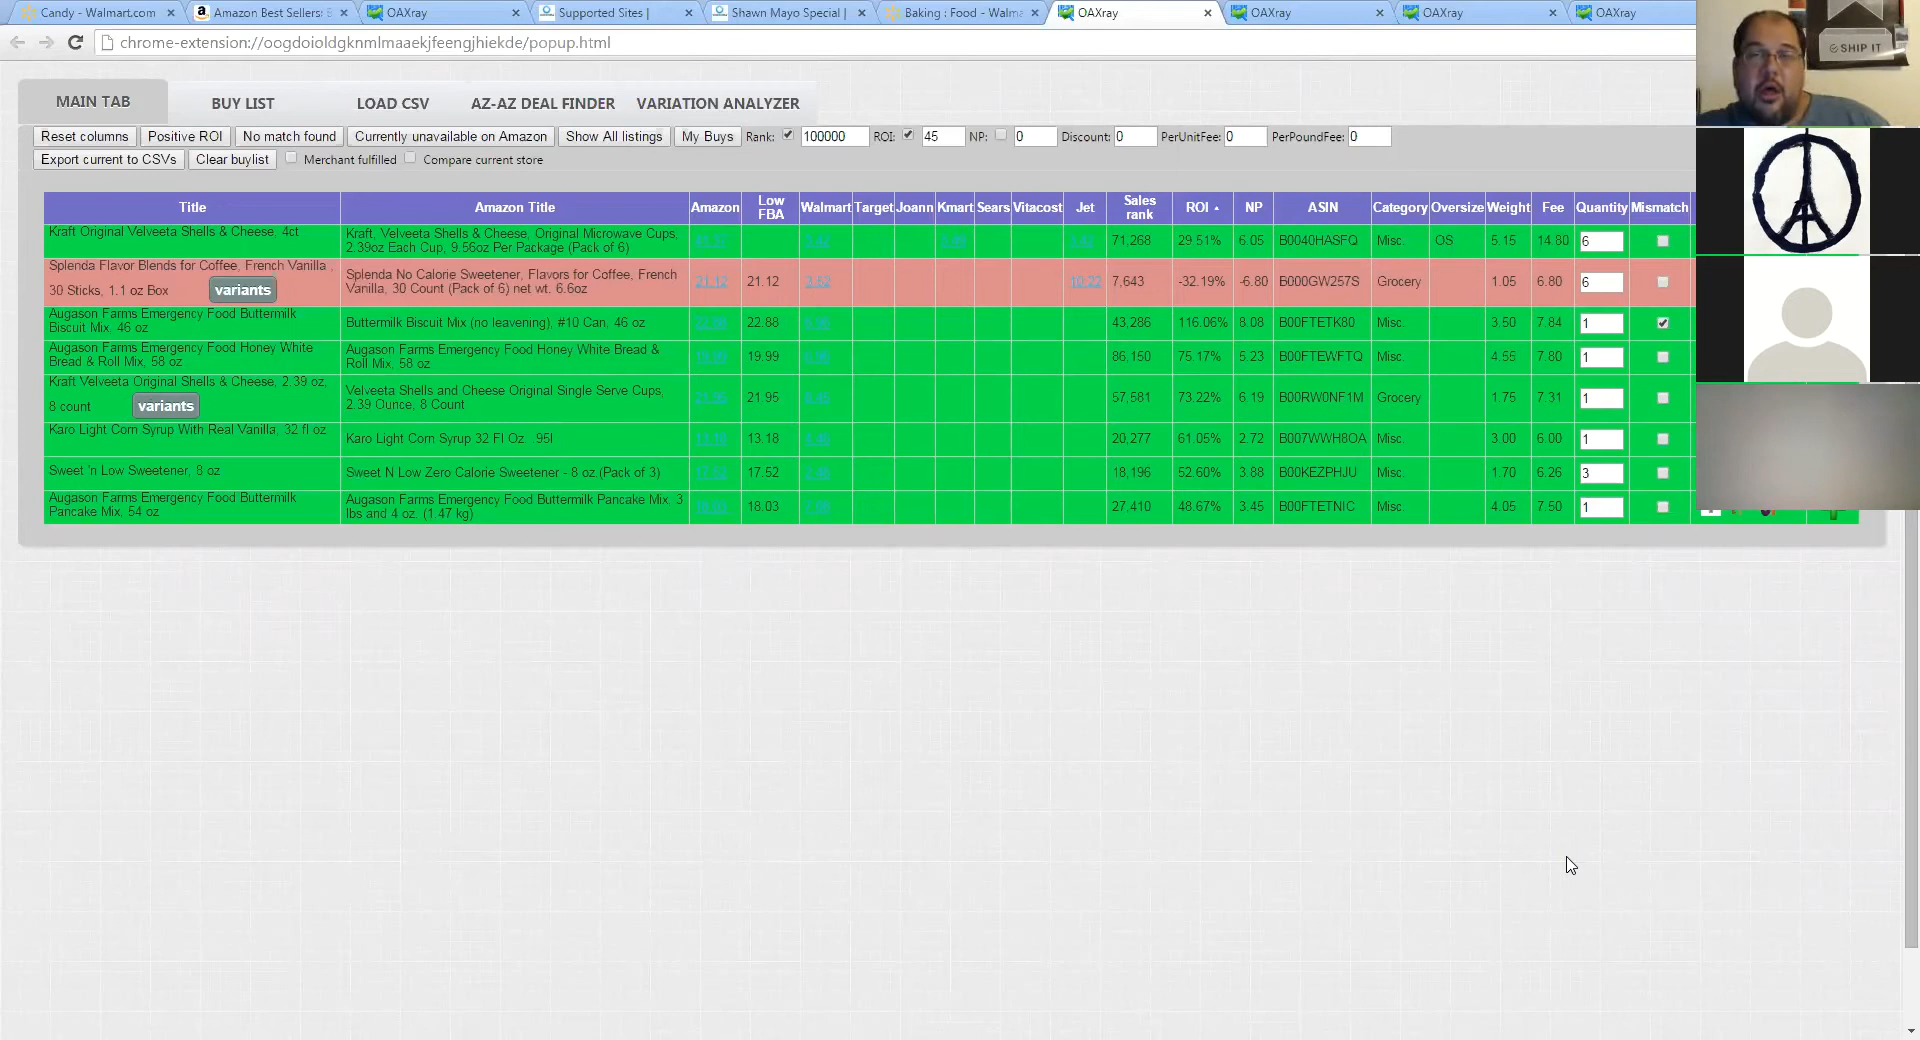 Candy - Walmart.com
Amazon Best Sellers: B
OAXray
Supported Sites |
Shawn Mayo Special |
Baking : Food - Walma
OAXray
OAXray
OAXray
OAXray
chrome-extension://oogdoioldgknmlmaaekjfeengjhiekde/popup.html
SHIP IT
MAIN TAB BUY LIST LOAD CSV AZ-AZ DEAL FINDER VARIATION ANALYZER
Reset columns Positive ROI No match found Currently unavailable on Amazon Show All listings My Buys Rank: 100000 ROI: 45 NP: 0 Discount: 0 PerUnitFee: 0 PerPoundFee: 0
Export current to CSVs Clear buylist Merchant fulfilled Compare current store
Title Amazon Title Amazon Low FBA Walmart Target Joann Kmart Sears Vitacost Jet Sales rank ROI NP ASIN Category Oversize Weight Fee Quantity Mismatch
Kraft Original Velveeta Shells & Cheese, 4ct
Kraft, Velveeta Shells & Cheese, Original Microwave Cups,
2.39oz Each Cup, 9.56oz Per Package (Pack of 6)
71,268 29.51% 6.05 B0040HASFQ Misc. OS 5.15 14.80 6
Splenda Flavor Blends for Coffee, French Vanilla ,
30 Sticks, 1.1 oz Box variants
Splenda No Calorie Sweetener, Flavors for Coffee, French
Vanilla, 30 Count (Pack of 6) net wt. 6.6oz
21.12 21.12 3.52 10.22 7,643 -32.19% -6.80 B000GW257S Grocery 1.05 6.80 6
Augason Farms Emergency Food Buttermilk
Biscuit Mix, 46 oz
Buttermilk Biscuit Mix (no leavening), #10 Can, 46 oz
22.88 43,286 116.06% 8.08 B00FTETK80 Misc. 3.50 7.84 1
Augason Farms Emergency Food Honey White
Bread & Roll Mix, 58 oz
Augason Farms Emergency Food Honey White Bread &
Roll Mix, 58 oz
19.99 86,150 75.17% 5.23 B00FTEWFTQ Misc. 4.55 7.80 1
Kraft Velveeta Original Shells & Cheese, 2.39 oz,
8 count variants
Velveeta Shells and Cheese Original Single Serve Cups,
2.39 Ounce, 8 Count
21.95 57,581 73.22% 6.19 B00RW0NF1M Grocery 1.75 7.31 1
Karo Light Corn Syrup With Real Vanilla, 32 fl oz
Karo Light Corn Syrup 32 Fl Oz. .95l
13.18 20,277 61.05% 2.72 B007WWH8OA Misc. 3.00 6.00 1
Sweet 'n Low Sweetener, 8 oz
Sweet N Low Zero Calorie Sweetener - 8 oz.(Pack of 3)
17.52 18,196 52.60% 3.88 B00KEZPHJU Misc. 1.70 6.26 3
Augason Farms Emergency Food Buttermilk
Pancake Mix, 54 oz
Augason Farms Emergency Food Buttermilk Pancake Mix. 3
lbs and 4 oz. (1.47 kg)
18.03 27,410 48.67% 3.45 B00FTETNIC Misc. 4.05 7.50 1